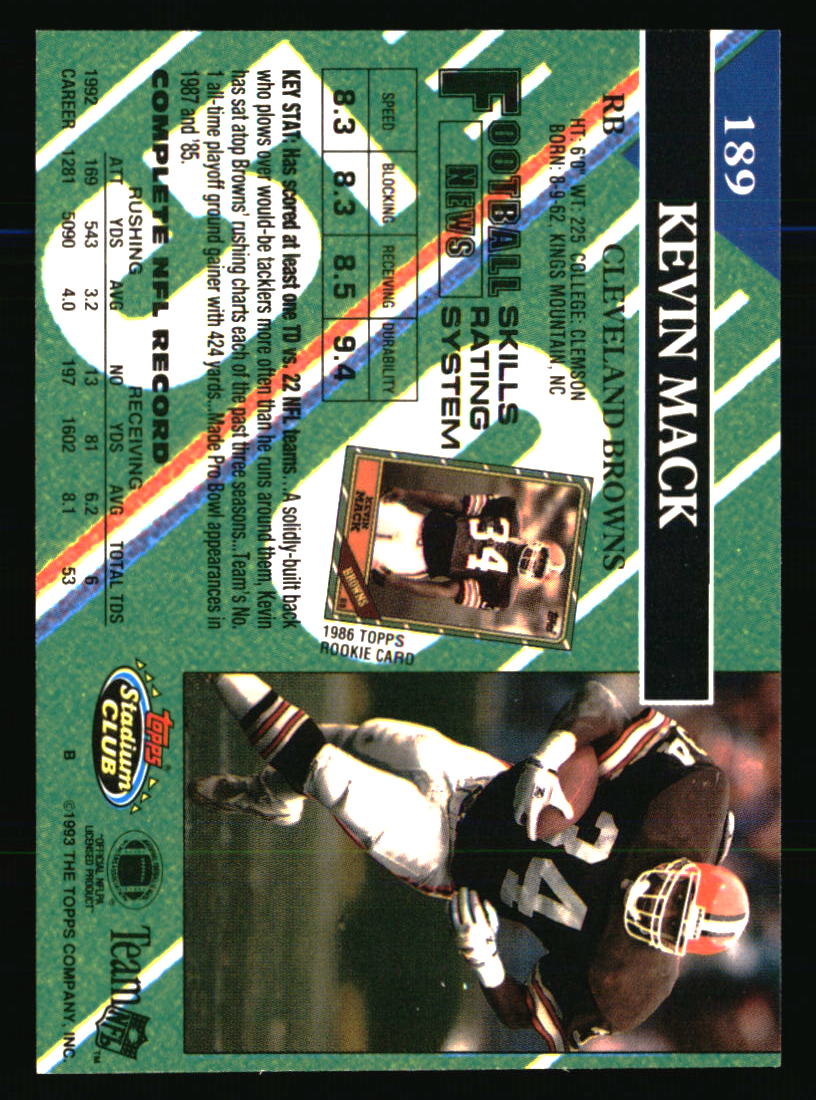 189
KEVIN MACK
RB CLEVELAND BROWNS
HT: 6'0" WT: 225 COLLEGE: CLEMSON
BORN: 8-9-62, KINGS MOUNTAIN, NC
FOOTBALL
NEWS
SKILLS
RATING
SYSTEM
SPEED BLOCKING RECEIVING DURABILITY
8.3 8.3 8.5 9.4
KEY STAT: Has scored at least one TD vs. 22 NFL teams...A solidly-built back
who plows over would-be tacklers more often than he runs around them, Kevin
has sat atop Browns' rushing charts each of the past three seasons...Team's No.
1 all-time playoff ground gainer with 424 yards...Made Pro Bowl appearances in
1987 and '85.
COMPLETE NFL RECORD
RUSHING RECEIVING
ATT YDS AVG NO YDS AVG TOTAL TDS
1992 169 543 3.2 13 81 6.2 6
CAREER 1281 5090 4.0 197 1602 8.1 53
34
KEVIN
MACK
BROWNS
RB
Topps
1986 TOPPS
ROOKIE CARD
34
34
Topps
Stadium
CLUB
®
B
©1993 THE TOPPS COMPANY, INC.
"OFFICIAL NFLPA
LICENSED PRODUCT"
Team NFL™